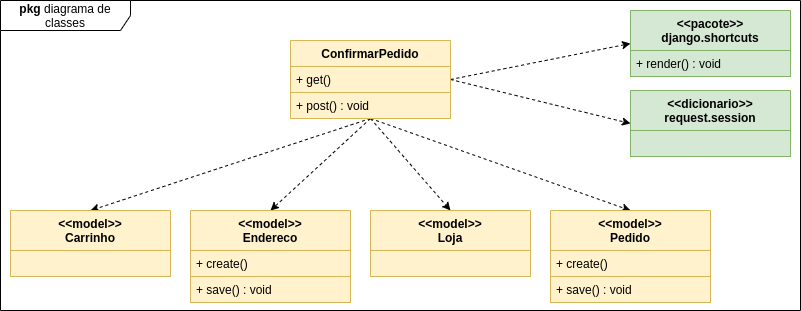 pkg diagrama de
classes
ConfirmarPedido
+ get()
+ post() : void
<<pacote>>
django.shortcuts
+ render() : void
<<dicionario>>
request.session
<<model>>
Carrinho
<<model>>
Endereco
+ create()
+ save() : void
<<model>>
Loja
<<model>>
Pedido
+ create()
+ save() : void